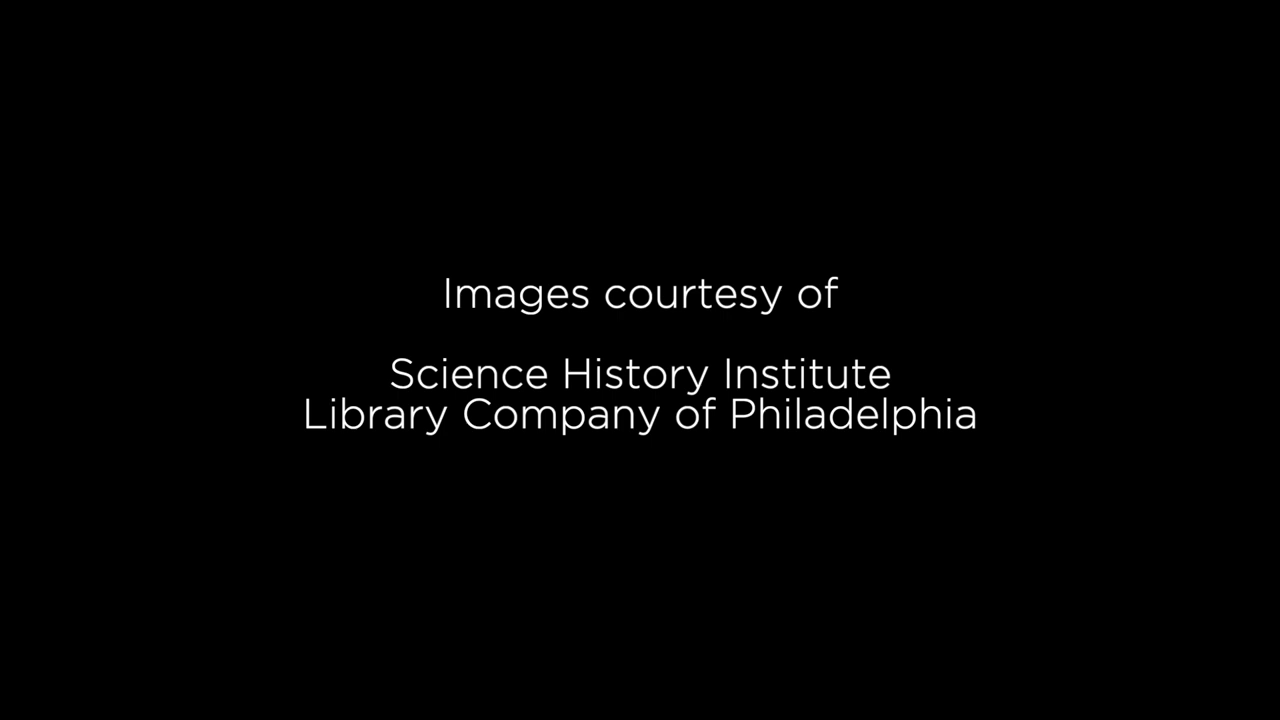 Images courtesy of
Science History Institute
Library Company of Philadelphia